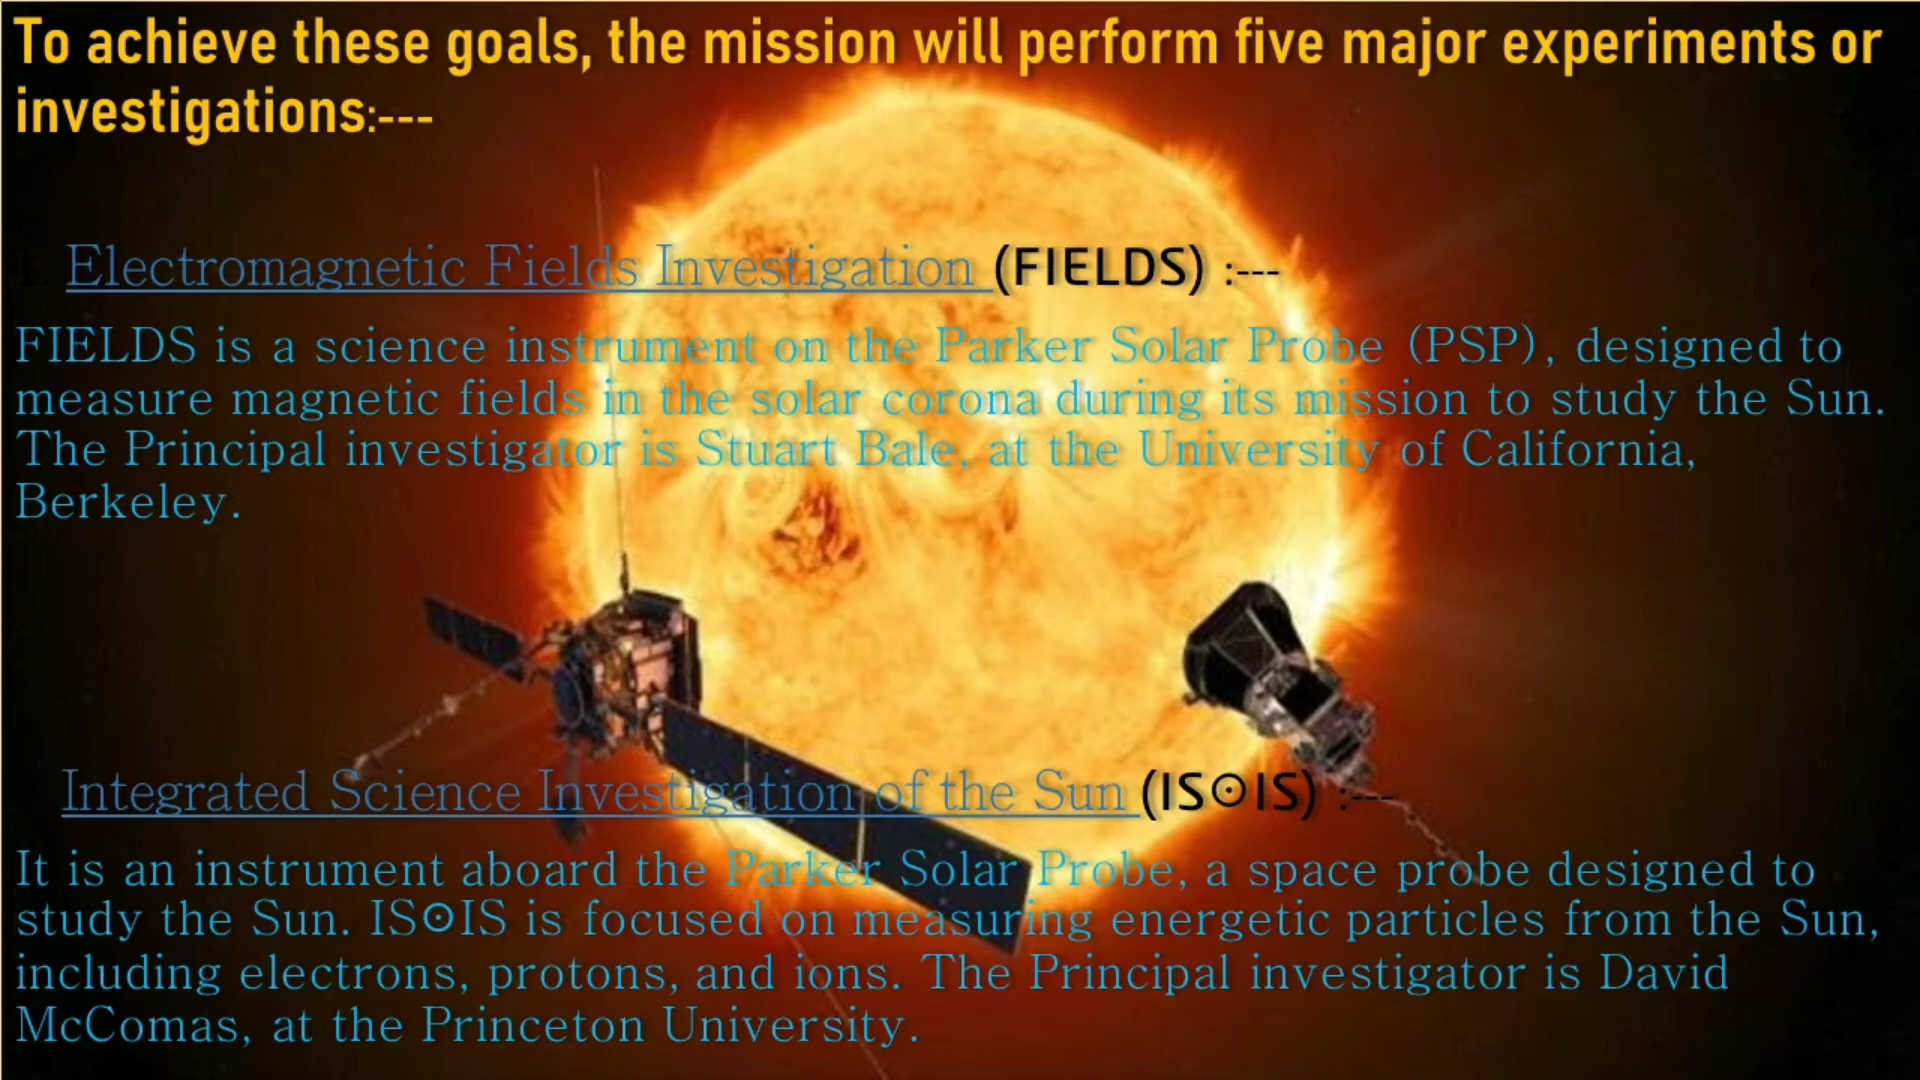 To achieve these goals, the mission will perform five major experiments or
investigations:---
Electromagnetic Fields Investigation (FIELDS) :---
FIELDS is a science instrument on the Parker Solar Probe (PSP), designed to
measure magnetic fields in the solar corona during its mission to study the Sun.
The Principal investigator is Stuart Bale, at the University of California,
Berkeley.
Integrated Science Investigation of the Sun (IS⊙IS) :---
It is an instrument aboard the Parker Solar Probe, a space probe designed to
study the Sun. IS⊙IS is focused on measuring energetic particles from the Sun,
including electrons, protons, and ions. The Principal investigator is David
McComas, at the Princeton University.